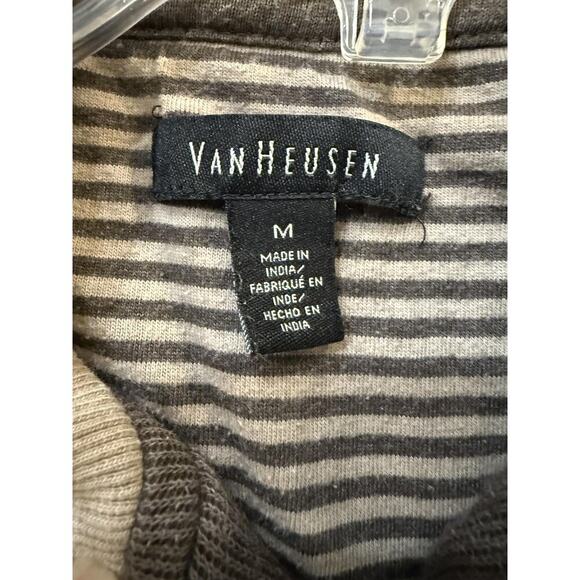 VAN HEUSEN
M
MADE IN
INDIA/
FABRIQUÉ EN
INDE/
HECHO EN
INDIA